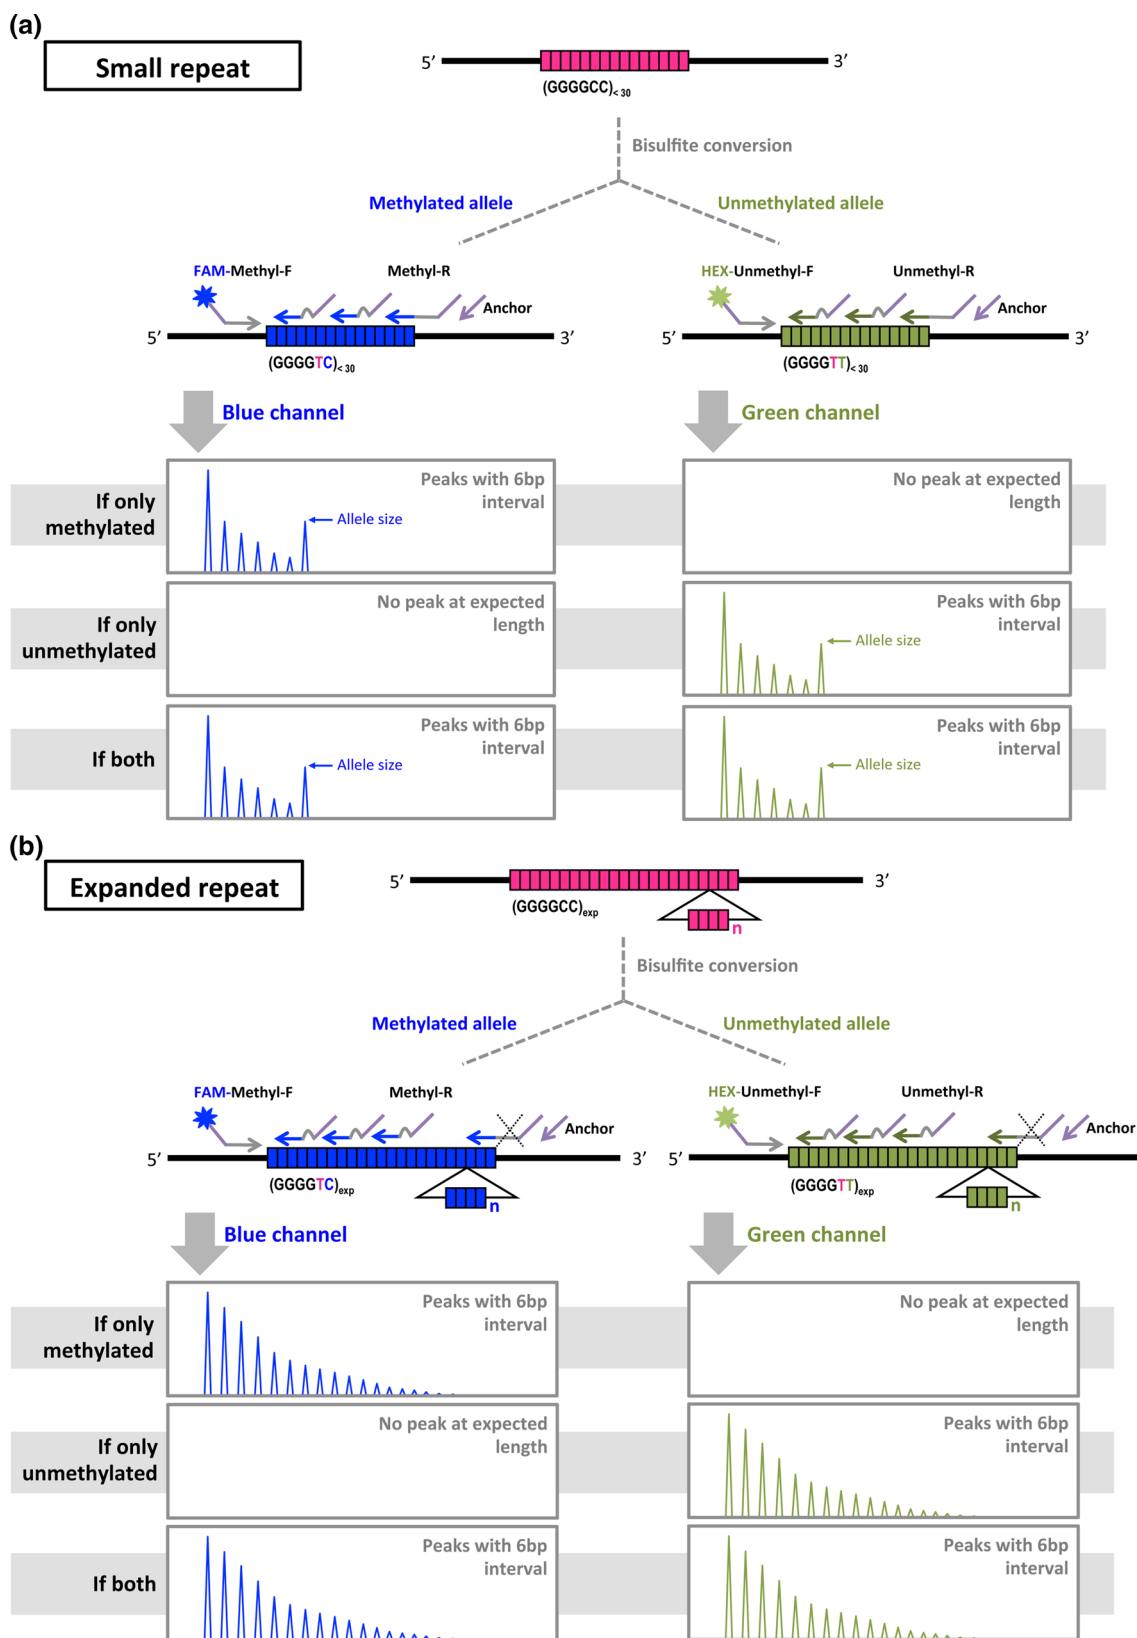 (a)
Small repeat
5’ 3’
(GGGGCC)< 30
Bisulfite conversion
Methylated allele Unmethylated allele
FAM-Methyl-F Methyl-R HEX-Unmethyl-F Unmethyl-R
Anchor Anchor
5’ 3’ 5’ 3’
(GGGGTC)< 30 (GGGGTT)< 30
Blue channel Green channel
If only
methylated
Peaks with 6bp
interval
Allele size
No peak at expected
length
If only
unmethylated
No peak at expected
length
Peaks with 6bp
interval
Allele size
If both
Peaks with 6bp
interval
Allele size
Peaks with 6bp
interval
Allele size
(b)
Expanded repeat
5’ 3’
(GGGGCC)exp
n
Bisulfite conversion
Methylated allele Unmethylated allele
FAM-Methyl-F Methyl-R HEX-Unmethyl-F Unmethyl-R
Anchor Anchor
5’ 3’ 5’
(GGGGTC)exp (GGGGTT)exp
n n
Blue channel Green channel
If only
methylated
Peaks with 6bp
interval
No peak at expected
length
If only
unmethylated
No peak at expected
length
Peaks with 6bp
interval
If both
Peaks with 6bp
interval
Peaks with 6bp
interval